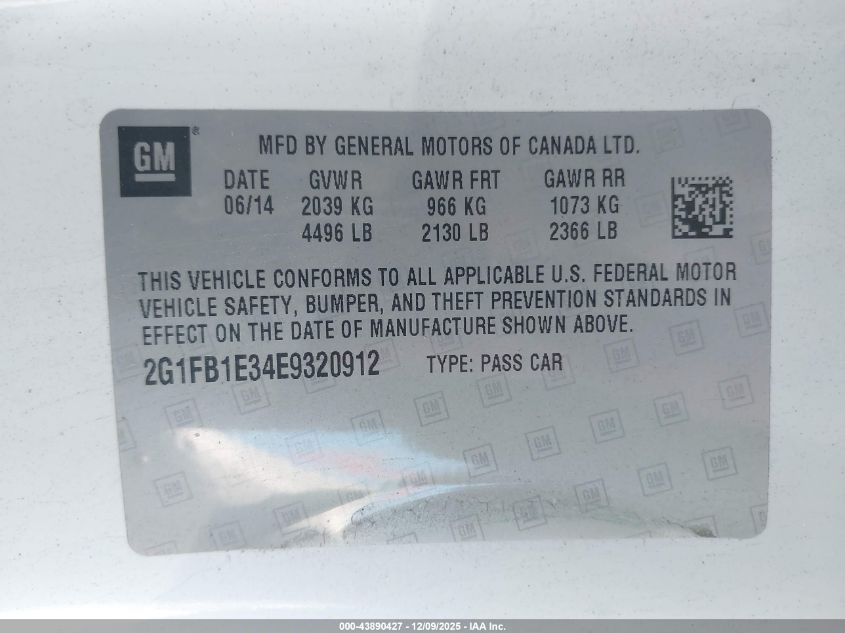 GM ®
MFD BY GENERAL MOTORS OF CANADA LTD.
DATE GVWR GAWR FRT GAWR RR
06/14 2039 KG 966 KG 1073 KG
4496 LB 2130 LB 2366 LB
THIS VEHICLE CONFORMS TO ALL APPLICABLE U.S. FEDERAL MOTOR
VEHICLE SAFETY, BUMPER, AND THEFT PREVENTION STANDARDS IN
EFFECT ON THE DATE OF MANUFACTURE SHOWN ABOVE.
2G1FB1E34E9320912 TYPE: PASS CAR
000-43890427 - 12/09/2025 - IAA Inc.